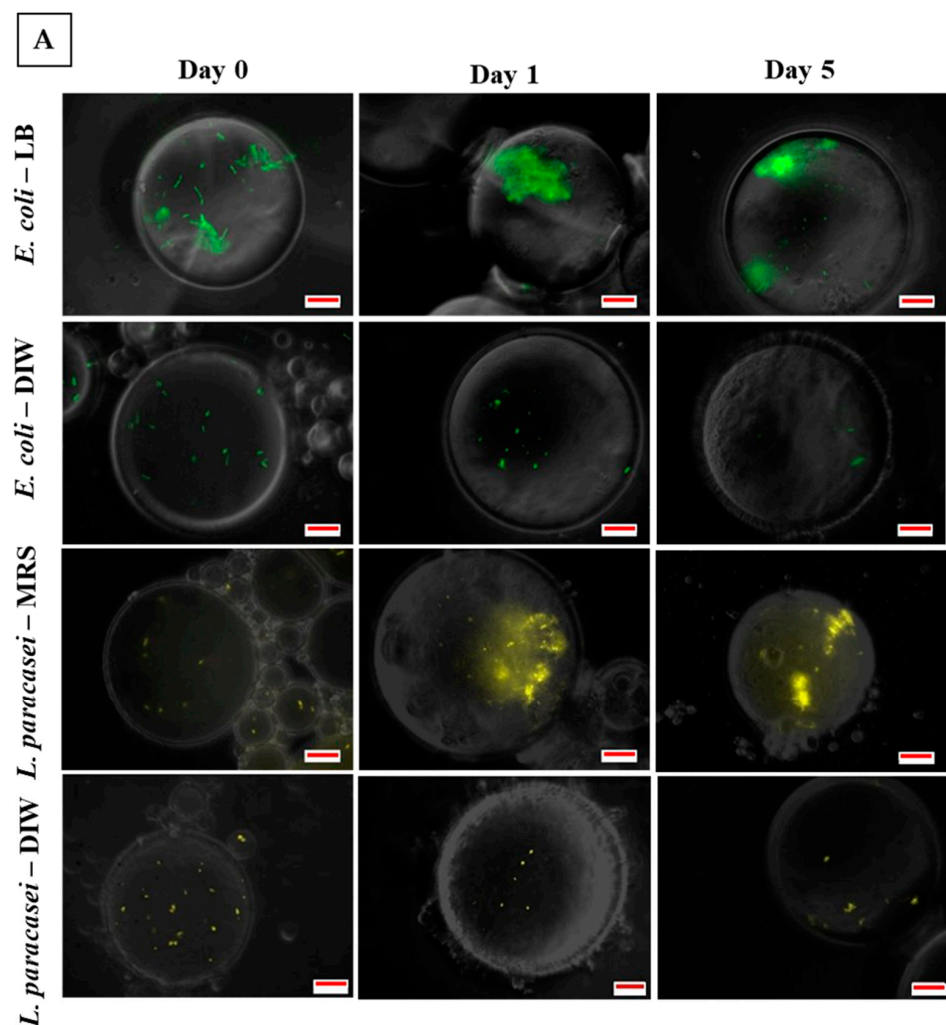 A
Day 0
Day 1
Day 5
E. coli – LB
E. coli – DIW
L. paracasei – MRS
L. paracasei – DIW